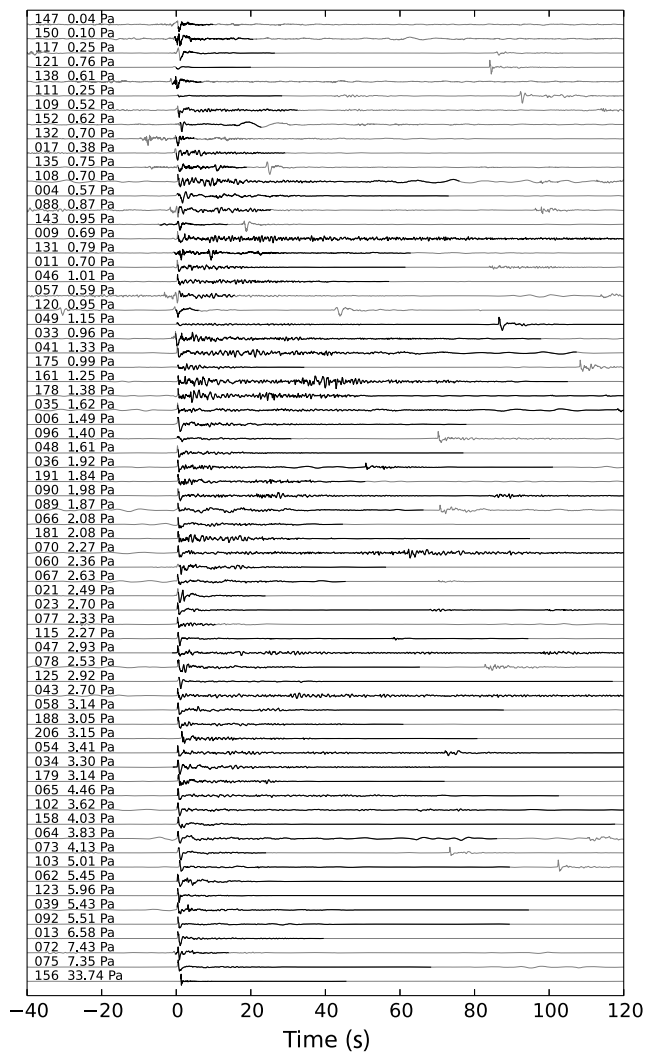 147 0.04 Pa
150 0.10 Pa
117 0.25 Pa
121 0.76 Pa
138 0.61 Pa
111 0.25 Pa
109 0.52 Pa
152 0.62 Pa
132 0.70 Pa
017 0.38 Pa
135 0.75 Pa
108 0.70 Pa
004 0.57 Pa
088 0.87 Pa
143 0.95 Pa
009 0.69 Pa
131 0.79 Pa
011 0.70 Pa
046 1.01 Pa
057 0.59 Pa
120 0.95 Pa
049 1.15 Pa
033 0.96 Pa
041 1.33 Pa
175 0.99 Pa
161 1.25 Pa
178 1.38 Pa
035 1.62 Pa
006 1.49 Pa
096 1.40 Pa
048 1.61 Pa
036 1.92 Pa
191 1.84 Pa
090 1.98 Pa
089 1.87 Pa
066 2.08 Pa
181 2.08 Pa
070 2.27 Pa
060 2.36 Pa
067 2.63 Pa
021 2.49 Pa
023 2.70 Pa
077 2.33 Pa
115 2.27 Pa
047 2.93 Pa
078 2.53 Pa
125 2.92 Pa
043 2.70 Pa
058 3.14 Pa
188 3.05 Pa
206 3.15 Pa
054 3.41 Pa
034 3.30 Pa
179 3.14 Pa
065 4.46 Pa
102 3.62 Pa
158 4.03 Pa
064 3.83 Pa
073 4.13 Pa
103 5.01 Pa
062 5.45 Pa
123 5.96 Pa
039 5.43 Pa
092 5.51 Pa
013 6.58 Pa
072 7.43 Pa
075 7.35 Pa
156 33.74 Pa
−40 −20 0 20 40 60 80 100 120
Time (s)